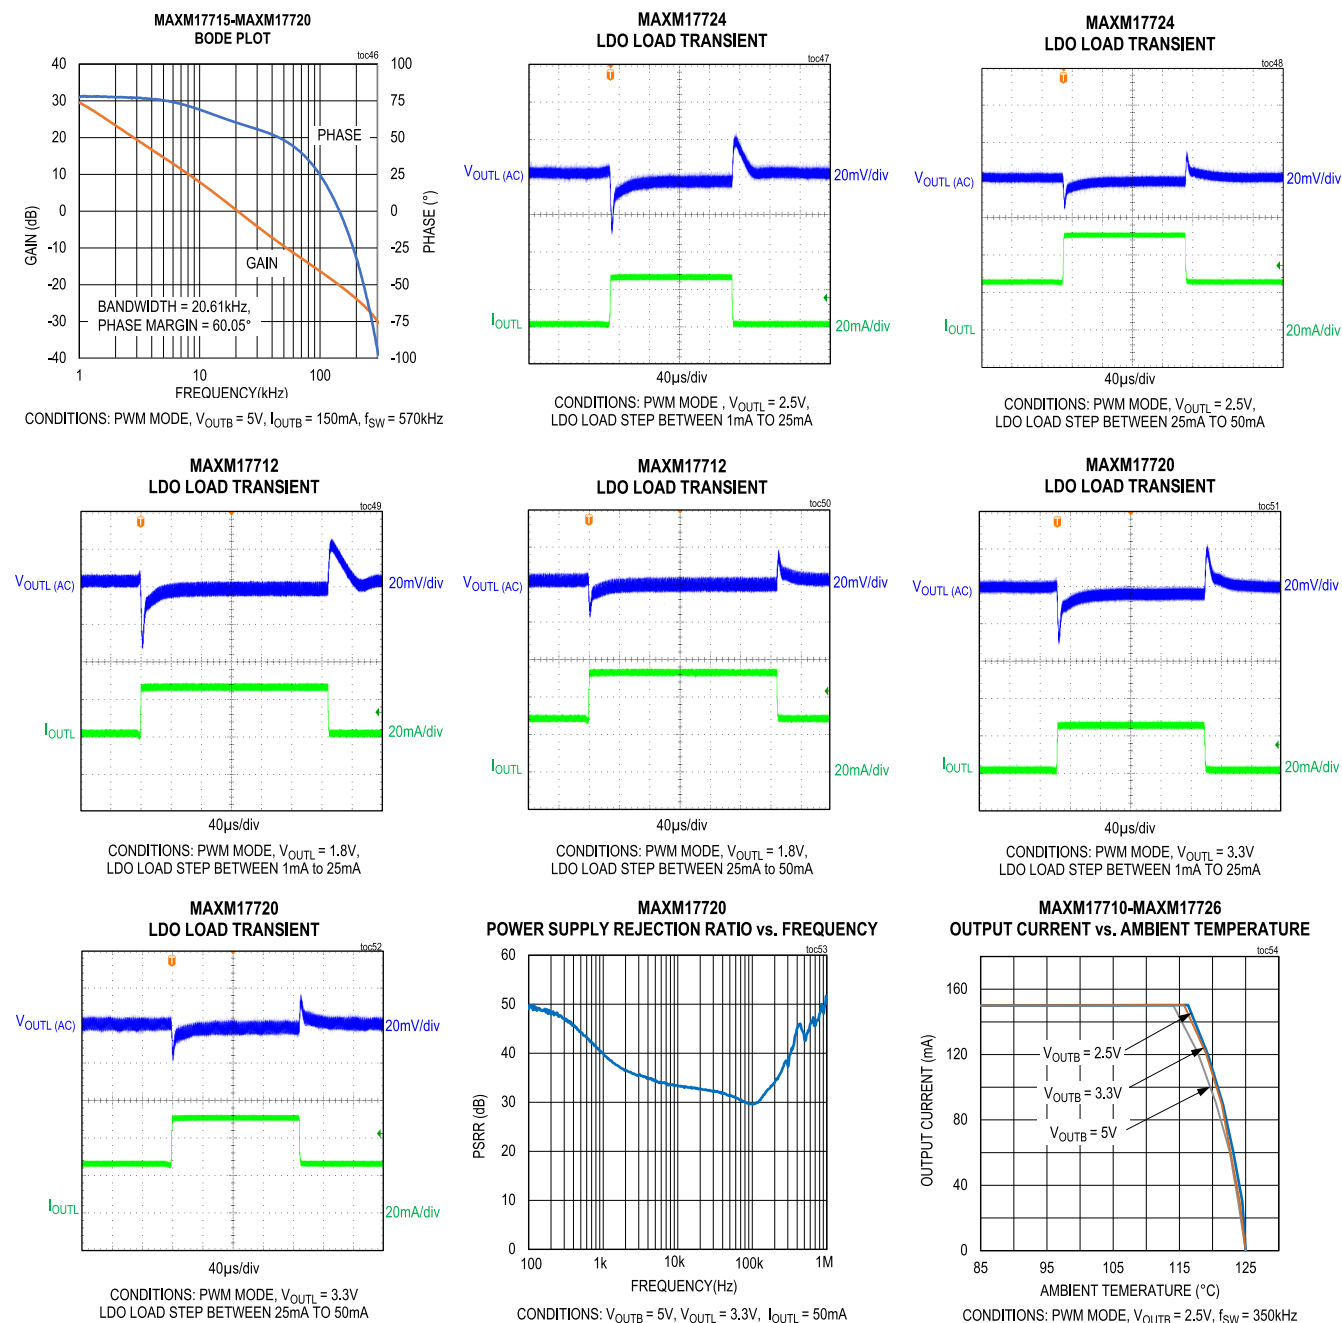 MAXM17715-MAXM17720
BODE PLOT
toc46
40
30
20
10
0
-10
-20
-30
-40
GAIN (dB)
100
75
50
25
0
-25
-50
-75
-100
PHASE (°)
PHASE
GAIN
BANDWIDTH = 20.61kHz,
PHASE MARGIN = 60.05°
1
10
100
FREQUENCY(kHz)
CONDITIONS: PWM MODE, VOUTB = 5V, IOUTB = 150mA, fSW = 570kHz
MAXM17724
LDO LOAD TRANSIENT
toc47
T
VOUTL (AC)
20mV/div
IOUTL
20mA/div
40µs/div
CONDITIONS: PWM MODE , VOUTL = 2.5V,
LDO LOAD STEP BETWEEN 1mA TO 25mA
MAXM17724
LDO LOAD TRANSIENT
toc48
T
VOUTL (AC)
20mV/div
IOUTL
20mA/div
40µs/div
CONDITIONS: PWM MODE, VOUTL = 2.5V,
LDO LOAD STEP BETWEEN 25mA TO 50mA
MAXM17712
LDO LOAD TRANSIENT
toc49
T
VOUTL (AC)
20mV/div
IOUTL
20mA/div
40µs/div
CONDITIONS: PWM MODE, VOUTL = 1.8V,
LDO LOAD STEP BETWEEN 1mA to 25mA
MAXM17712
LDO LOAD TRANSIENT
toc50
T
VOUTL (AC)
20mV/div
IOUTL
20mA/div
40µs/div
CONDITIONS: PWM MODE, VOUTL = 1.8V,
LDO LOAD STEP BETWEEN 25mA to 50mA
MAXM17720
LDO LOAD TRANSIENT
toc51
T
VOUTL (AC)
20mV/div
IOUTL
20mA/div
40µs/div
CONDITIONS: PWM MODE, VOUTL = 3.3V
LDO LOAD STEP BETWEEN 1mA TO 25mA
MAXM17720
LDO LOAD TRANSIENT
toc52
T
VOUTL (AC)
20mV/div
IOUTL
20mA/div
40µs/div
CONDITIONS: PWM MODE, VOUTL = 3.3V
LDO LOAD STEP BETWEEN 25mA TO 50mA
MAXM17720
POWER SUPPLY REJECTION RATIO vs. FREQUENCY
toc53
60
50
40
30
20
10
0
PSRR (dB)
100
1k
10k
100k
1M
FREQUENCY(Hz)
CONDITIONS: VOUTB = 5V, VOUTL = 3.3V, IOUTL = 50mA
MAXM17710-MAXM17726
OUTPUT CURRENT vs. AMBIENT TEMPERATURE
toc54
160
120
80
40
0
OUTPUT CURRENT (mA)
VOUTB = 2.5V
VOUTB = 3.3V
VOUTB = 5V
85
95
105
115
125
AMBIENT TEMERATURE (°C)
CONDITIONS: PWM MODE, VOUTB = 2.5V, fSW = 350kHz